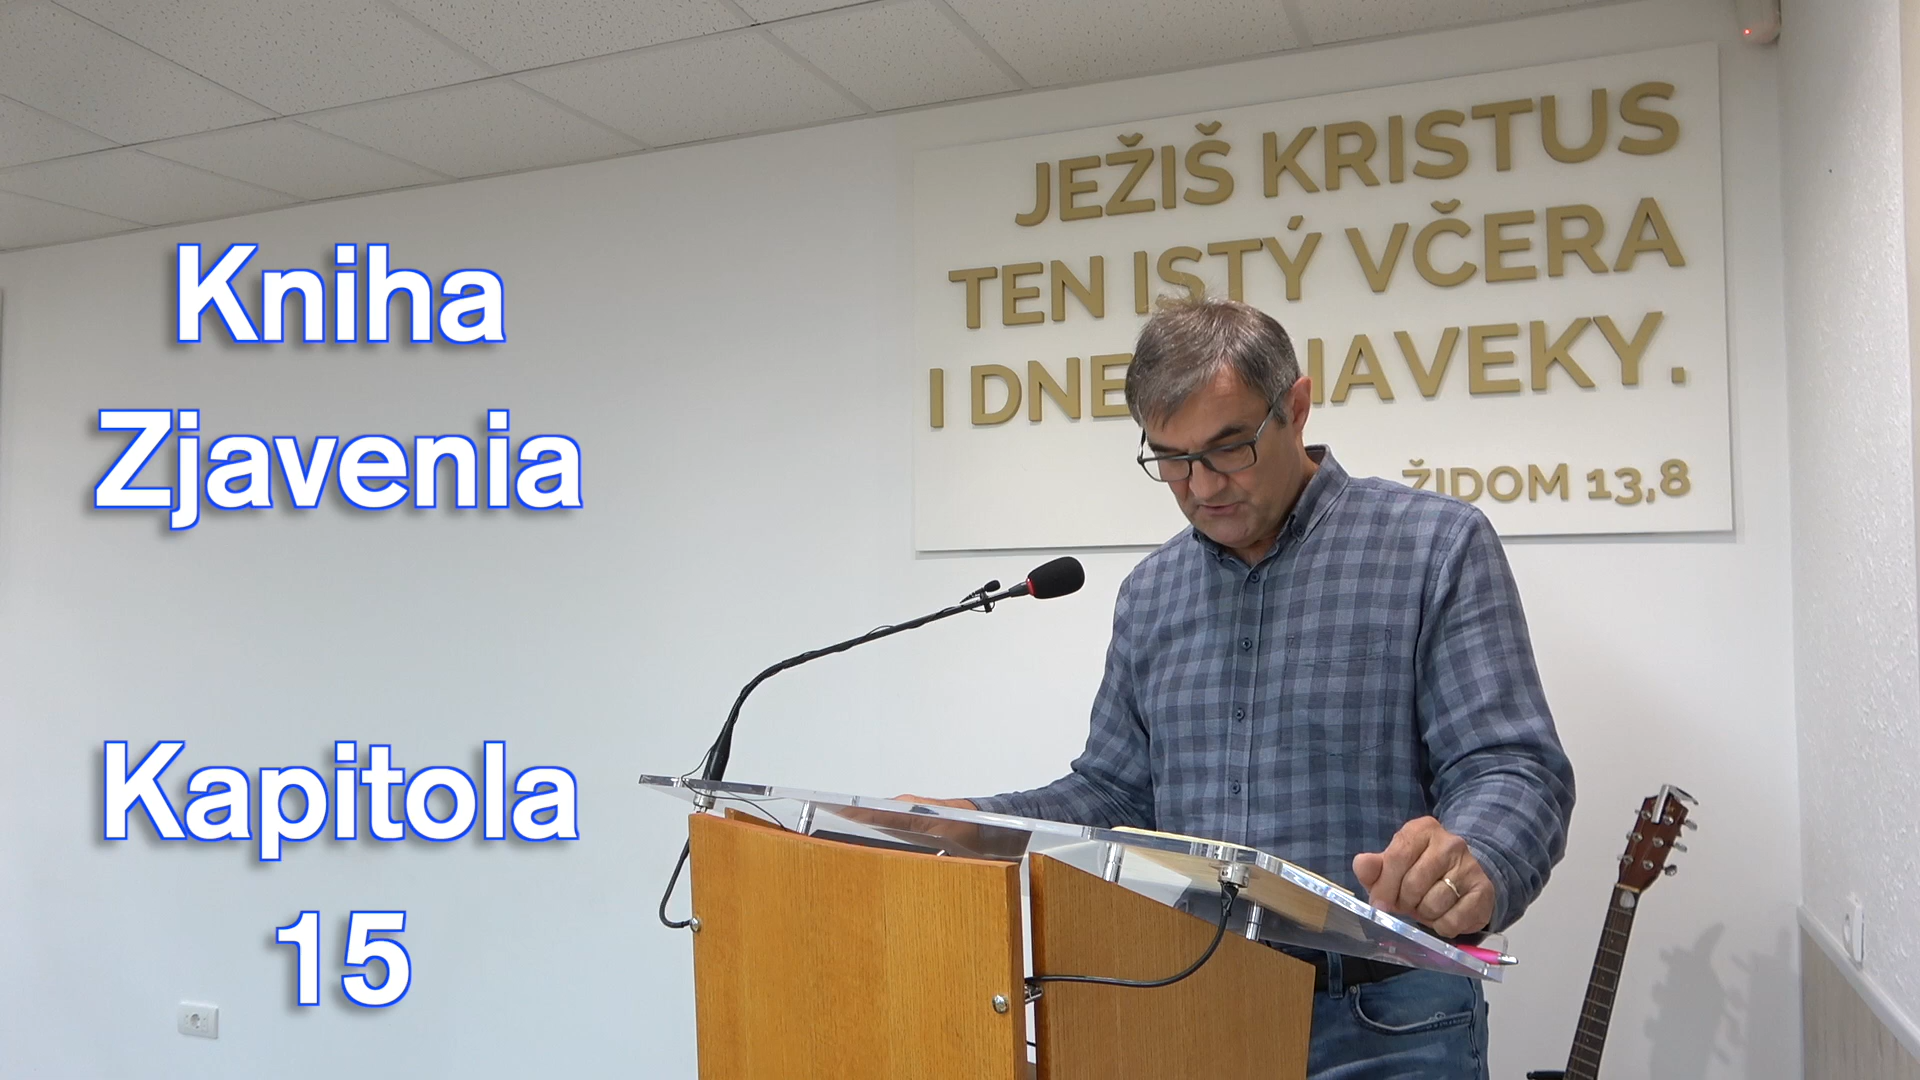 Kniha
Zjavenia
Kapitola
15
JEŽIŠ KRISTUS
TEN ISTÝ VČERA
I
ŽIDOM 13,8